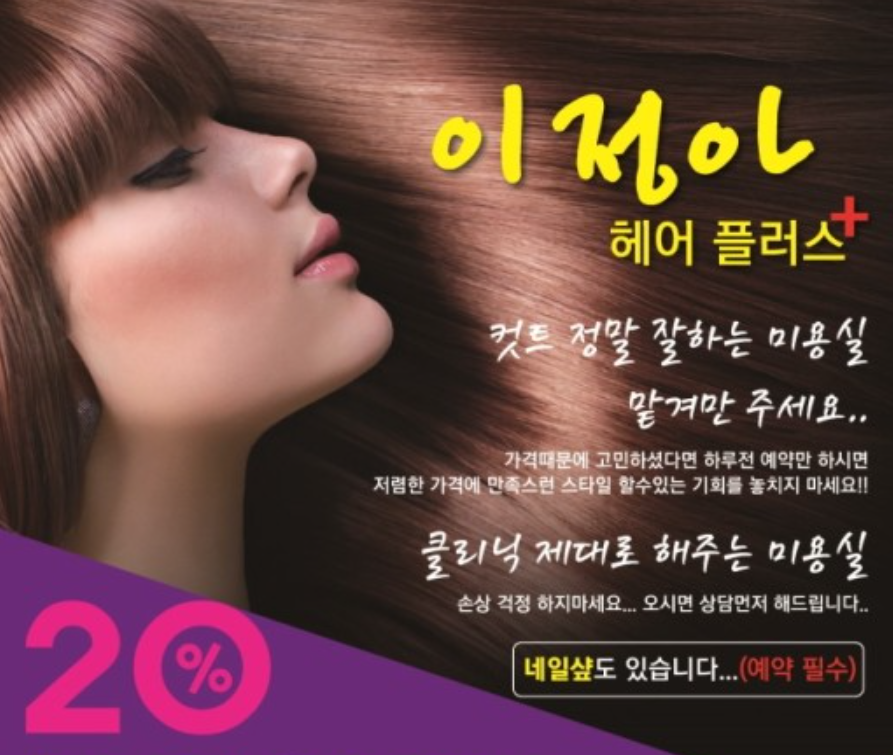 이정아
헤어 플러스+
컷트 정말 잘하는 미용실
맡겨만 주세요..
가격때문에 고민하셨다면 하루전 예약만 하시면
저렴한 가격에 만족스런 스타일 할수있는 기회를 놓치지 마세요!!
클리닉 제대로 해주는 미용실
손상 걱정 하지마세요... 오시면 상담먼저 해드립니다..
네일샾도 있습니다...(예약 필수)
20%